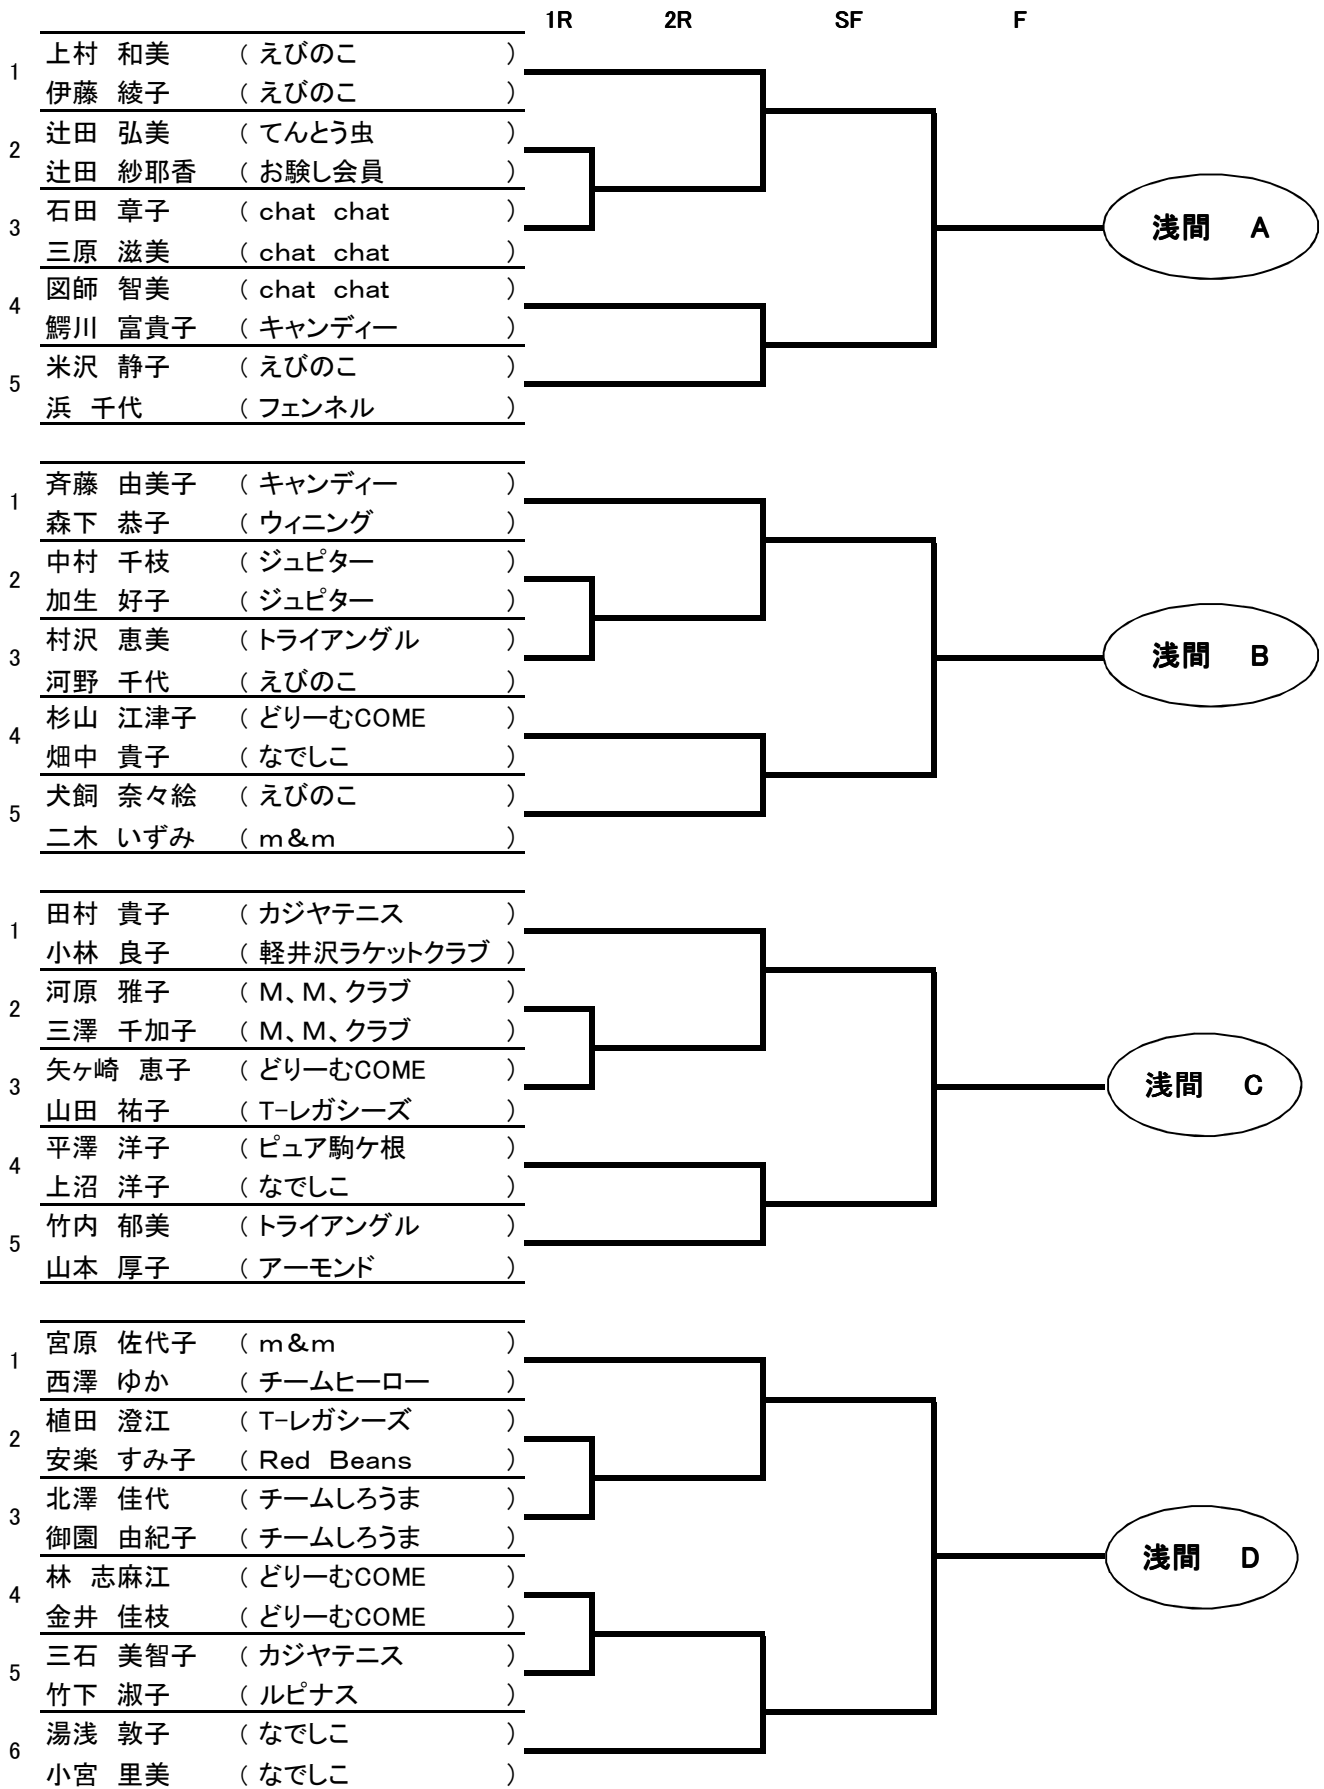 1R 2R SF F
上村 和美 ( えびのこ )
1
伊藤 綾子 ( えびのこ )
辻田 弘美 ( てんとう虫 )
2
辻田 紗耶香 ( お験し会員 )
石田 章子 ( chat chat )
3
三原 滋美 ( chat chat )
浅間 A
図師 智美 ( chat chat )
4
鰐川 富貴子 ( キャンディー )
米沢 静子 ( えびのこ )
5
浜 千代 ( フェンネル )
斉藤 由美子 ( キャンディー )
1
森下 恭子 ( ウィニング )
中村 千枝 ( ジュピター )
2
加生 好子 ( ジュピター )
村沢 恵美 ( トライアングル )
3
河野 千代 ( えびのこ )
浅間 B
杉山 江津子 ( どりーむCOME )
4
畑中 貴子 ( なでしこ )
犬飼 奈々絵 ( えびのこ )
5
二木 いずみ ( m&m )
田村 貴子 ( カジヤテニス )
1
小林 良子 ( 軽井沢ラケットクラブ )
河原 雅子 ( M、M、クラブ )
2
三澤 千加子 ( M、M、クラブ )
矢ヶ崎 恵子 ( どりーむCOME )
3
山田 祐子 ( T-レガシーズ )
浅間 C
平澤 洋子 ( ピュア駒ケ根 )
4
上沼 洋子 ( なでしこ )
竹内 郁美 ( トライアングル )
5
山本 厚子 ( アーモンド )
宮原 佐代子 ( m&m )
1
西澤 ゆか ( チームヒーロー )
植田 澄江 ( T-レガシーズ )
2
安楽 すみ子 ( Red Beans )
北澤 佳代 ( チームしろうま )
3
御園 由紀子 ( チームしろうま )
浅間 D
林 志麻江 ( どりーむCOME )
4
金井 佳枝 ( どりーむCOME )
三石 美智子 ( カジヤテニス )
5
竹下 淑子 ( ルピナス )
湯浅 敦子 ( なでしこ )
6
小宮 里美 ( なでしこ )